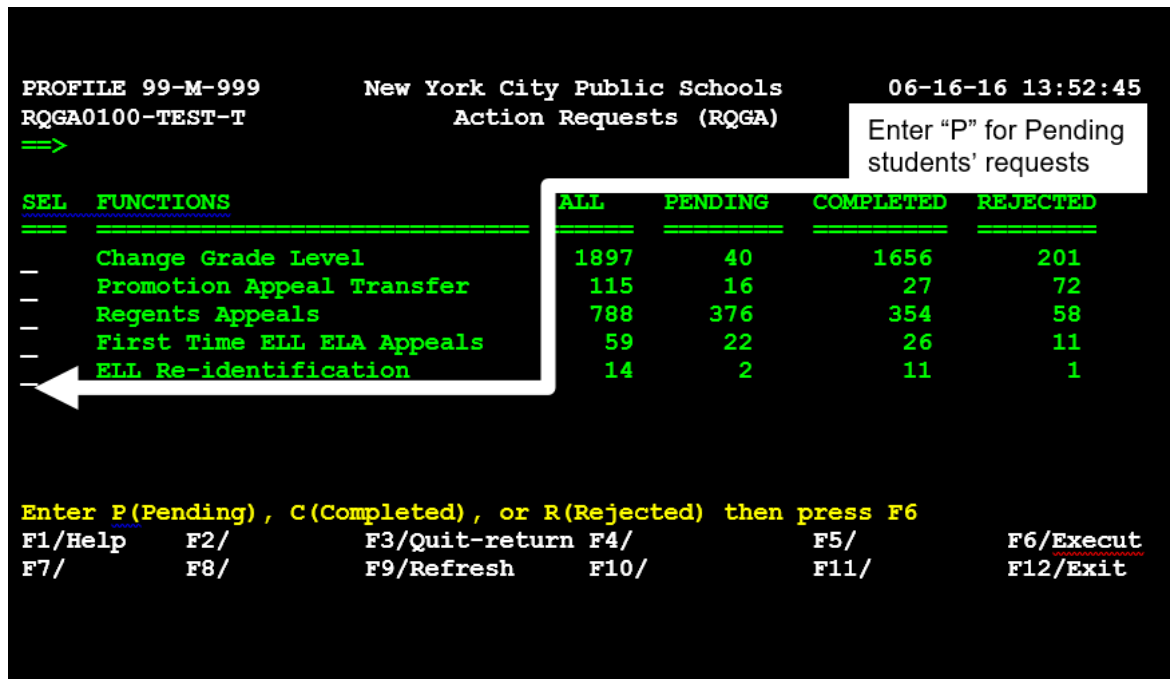 PROFILE 99-M-999 New York City Public Schools 06-16-16 13:52:45
RQGA0100-TEST-T Action Requests (RQGA)
==>
Enter “P” for Pending
students’ requests
SEL FUNCTIONS ALL PENDING COMPLETED REJECTED
=== ============================= ===== ======== ========= ========
_ Change Grade Level 1897 40 1656 201
_ Promotion Appeal Transfer 115 16 27 72
_ Regents Appeals 788 376 354 58
_ First Time ELL ELA Appeals 59 22 26 11
_ ELL Re-identification 14 2 11 1
Enter P(Pending), C(Completed), or R(Rejected) then press F6
F1/Help F2/ F3/Quit-return F4/ F5/ F6/Execut
F7/ F8/ F9/Refresh F10/ F11/ F12/Exit